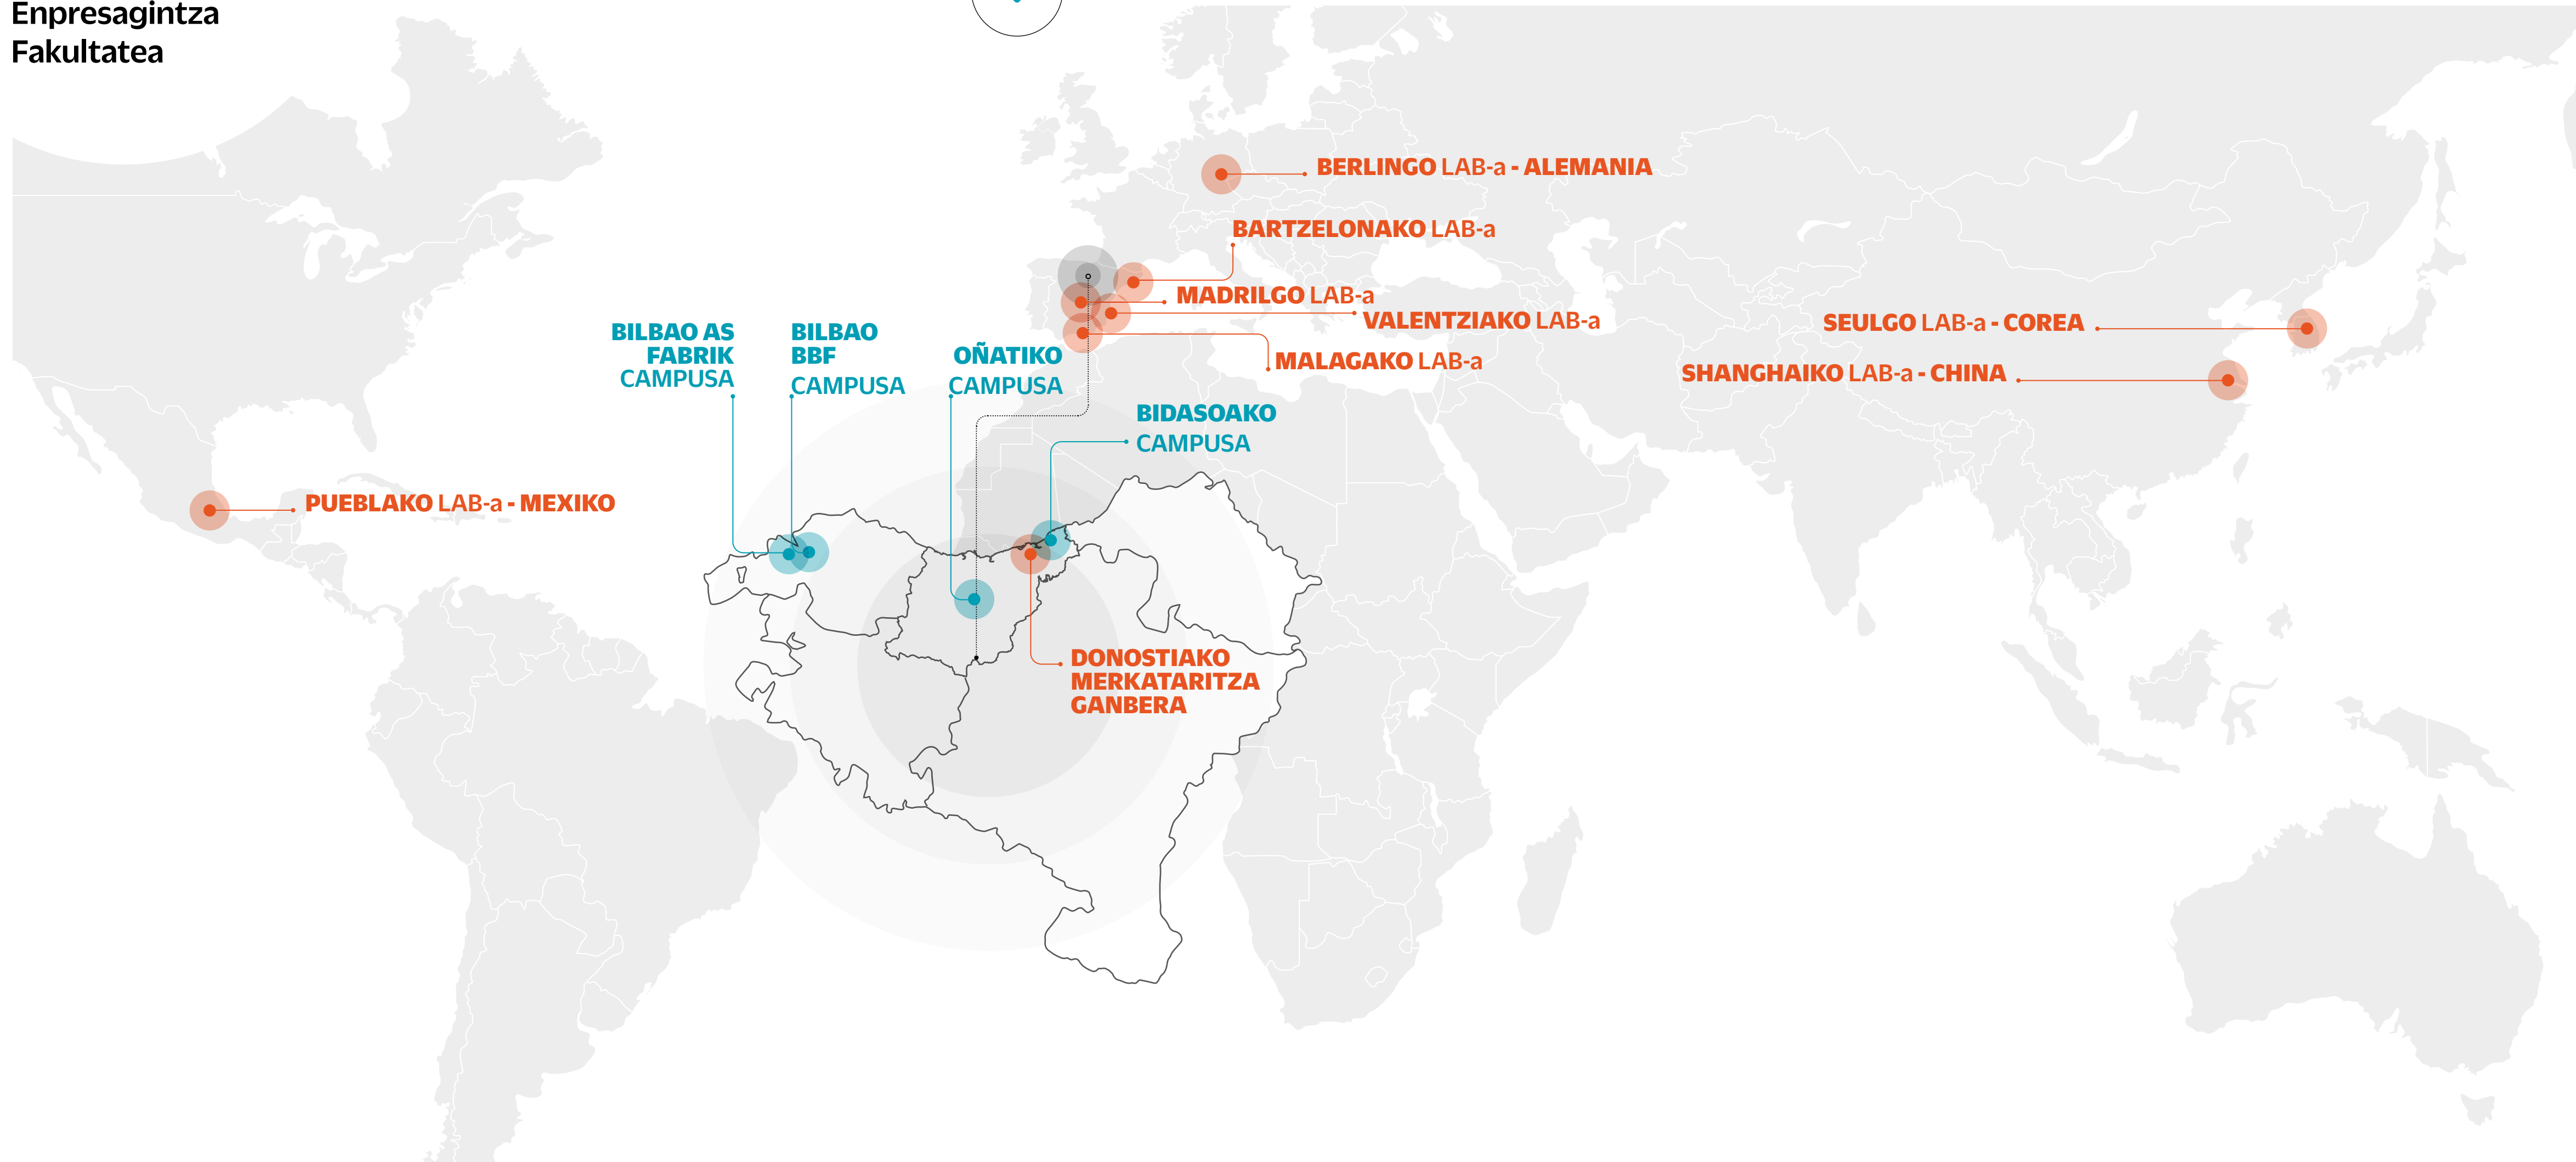 Enpresagintza
Fakultatea
BERLINGO LAB-a - ALEMANIA
BARTZELONAKO LAB-a
MADRILGO LAB-a
VALENTZIAKO LAB-a
MALAGAKO LAB-a
SEULGO LAB-a - COREA
SHANGHAIKO LAB-a - CHINA
BILBAO AS
FABRIK
CAMPUSA
BILBAO
BBF
CAMPUSA
OÑATIKO
CAMPUSA
BIDASOAKO
CAMPUSA
PUEBLAKO LAB-a - MEXIKO
DONOSTIAKO
MERKATARITZA
GANBERA